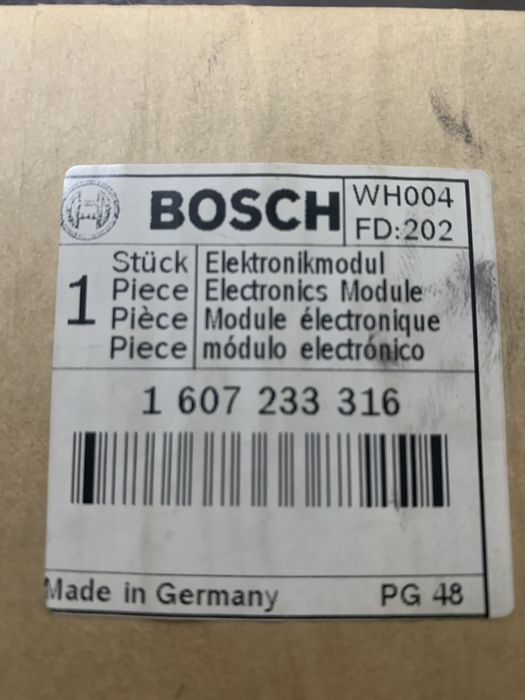 BOSCH
WH004
FD:202
1
Stück Elektronikmodul
Piece Electronics Module
Pièce Module électronique
Piece módulo electrónico
1 607 233 316
Made in Germany PG 48